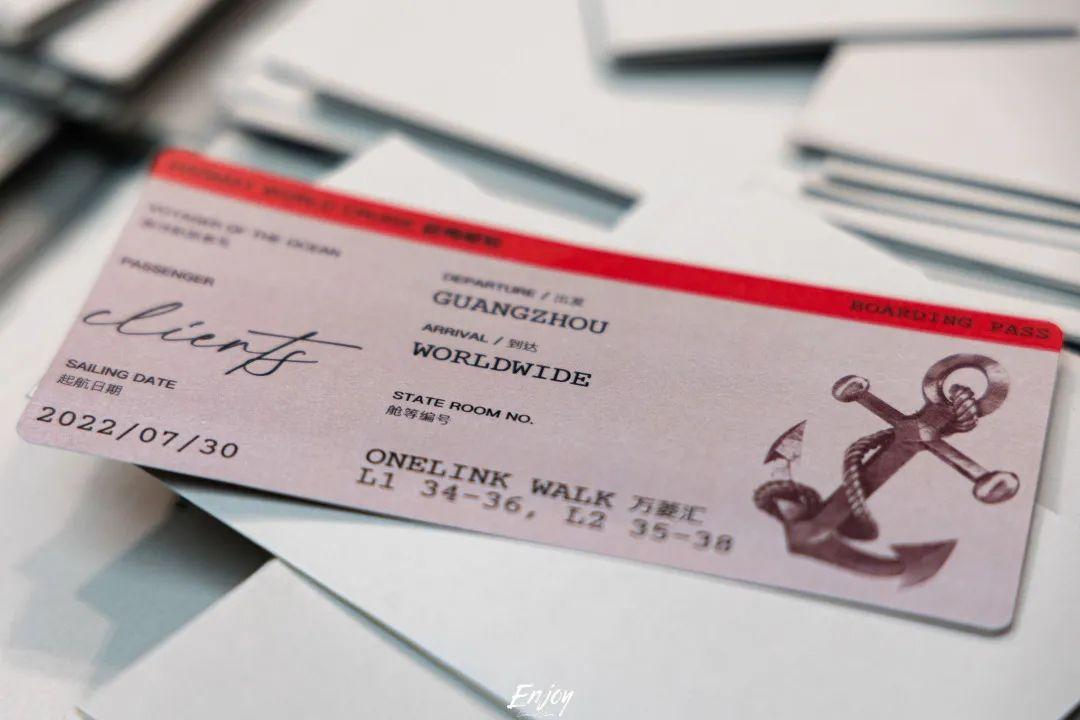 WORLD CRUISE
BOARDING PASS
VOYAGER OF THE OCEAN
PASSENGER
clients
SAILING DATE
起航日期
2022/07/30
DEPARTURE / 出发
GUANGZHOU
ARRIVAL / 到达
WORLDWIDE
STATE ROOM NO.
舱等编号
ONELINK WALK 万菱汇
L1 34-36, L2 35-38
Enjoy